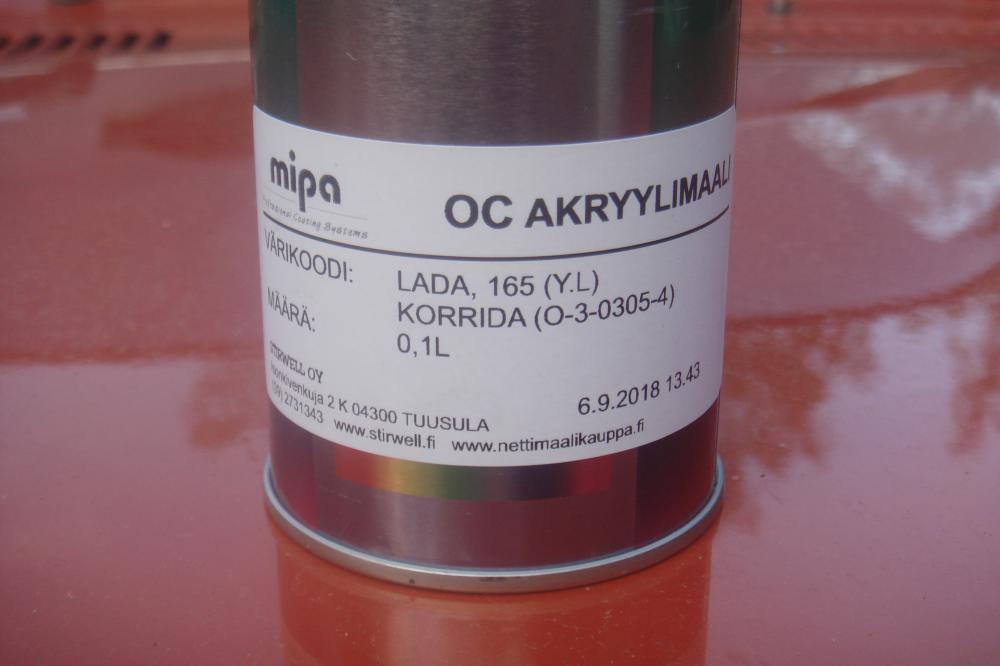 mipa
Professional Coating Systems
OC AKRYYLIMAALI
VÄRIKOODI: LADA, 165 (Y.L)
KORRIDA (O-3-0305-4)
MÄÄRÄ: 0,1L
STIRWELL OY
2 K 04300 TUUSULA
(09) 2731343 www.stirwell.fi www.nettimaalikauppa.fi
6.9.2018 13.43